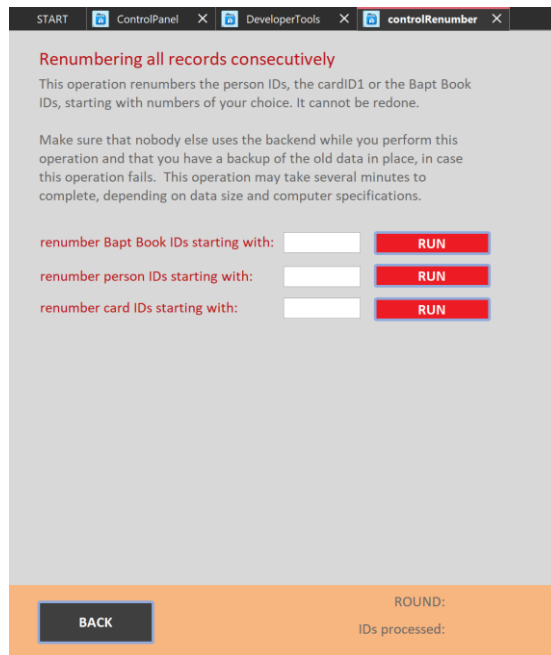 START ControlPanel X DeveloperTools X controlRenumber X
Renumbering all records consecutively
This operation renumbers the person IDs, the cardID1 or the Bapt Book
IDs, starting with numbers of your choice. It cannot be redone.
Make sure that nobody else uses the backend while you perform this
operation and that you have a backup of the old data in place, in case
this operation fails. This operation may take several minutes to
complete, depending on data size and computer specifications.
renumber Bapt Book IDs starting with: RUN
renumber person IDs starting with: RUN
renumber card IDs starting with: RUN
ROUND:
BACK
IDs processed: